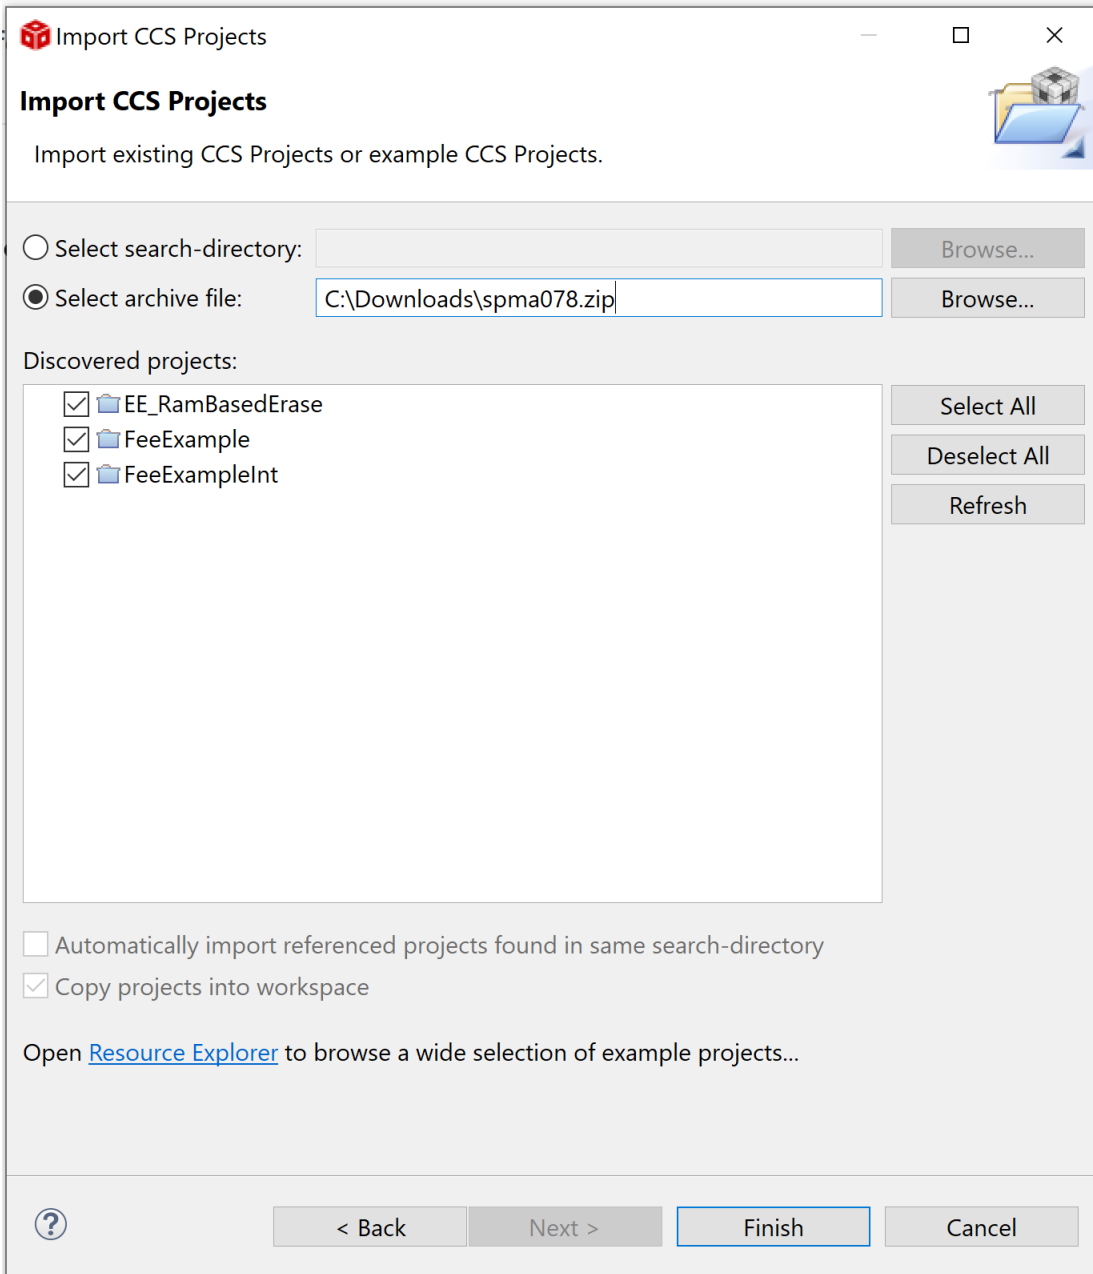 Import CCS Projects
Import CCS Projects
Import existing CCS Projects or example CCS Projects.
Select search-directory: Browse...
Select archive file: C:\Downloads\spma078.zip Browse...
Discovered projects:
EE_RamBasedErase Select All
FeeExample Deselect All
FeeExampleInt Refresh
Automatically import referenced projects found in same search-directory
Copy projects into workspace
Open Resource Explorer to browse a wide selection of example projects...
? < Back Next > Finish Cancel